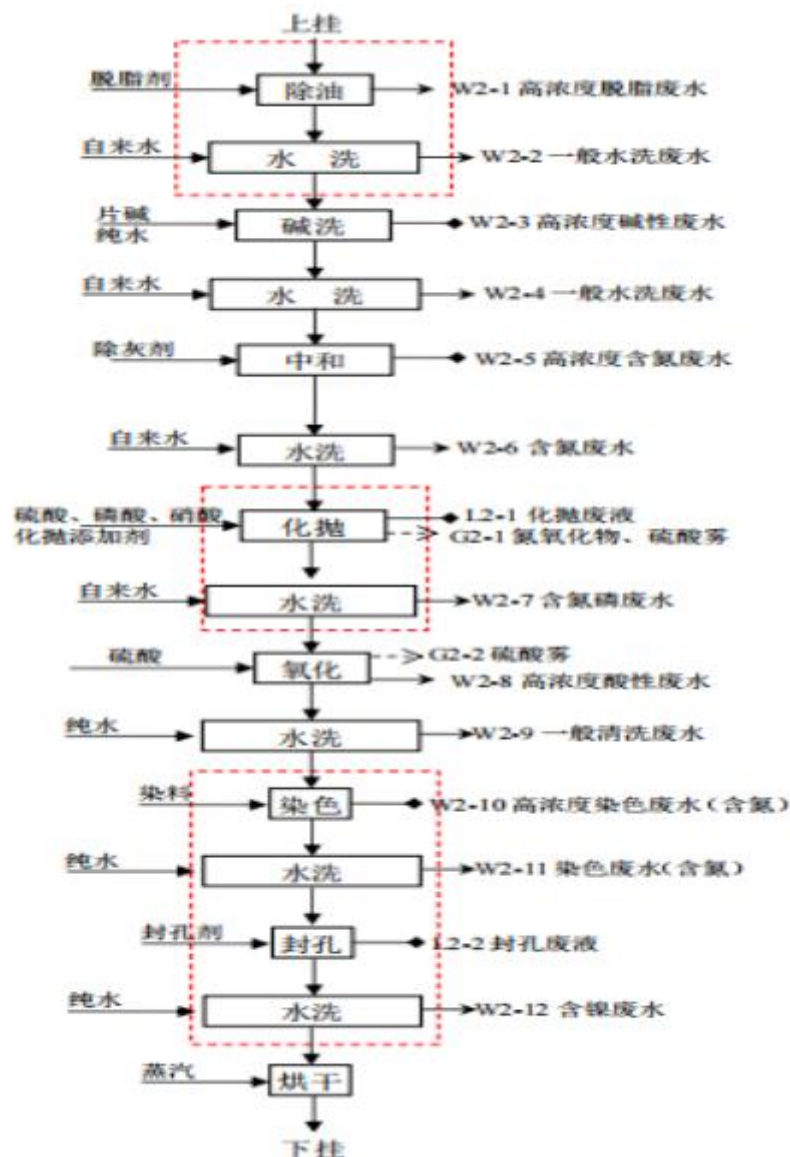 上挂
脱脂剂
除油
W2-1 高浓度脱脂废水
自来水
水 洗
W2-2 一般水洗废水
片碱
纯水
碱洗
W2-3 高浓度碱性废水
自来水
水 洗
W2-4 一般水洗废水
除灰剂
中和
W2-5 高浓度含氮废水
自来水
水洗
W2-6 含氮废水
硫酸、磷酸、硝酸
化抛添加剂
化抛
L2-1 化抛废液
G2-1 氮氧化物、硫酸雾
自来水
水洗
W2-7 含氮磷废水
硫酸
氧化
G2-2 硫酸雾
W2-8 高浓度酸性废水
纯水
水洗
W2-9 一般清洗废水
染料
染色
W2-10 高浓度染色废水（含氮）
纯水
水洗
W2-11 染色废水(含氮)
封孔剂
封孔
L2-2 封孔废液
纯水
水洗
W2-12 含镍废水
蒸汽
烘干
下挂